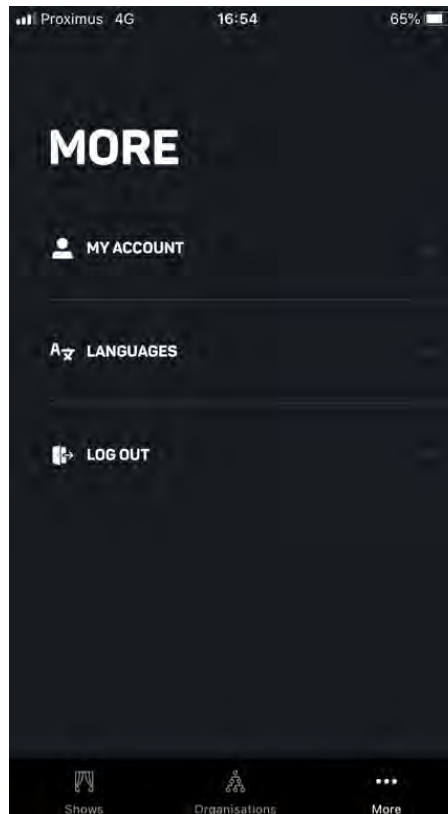 Proximus 4G 16:54 65%
MORE
MY ACCOUNT
LANGUAGES
LOG OUT
Shows Organisations More